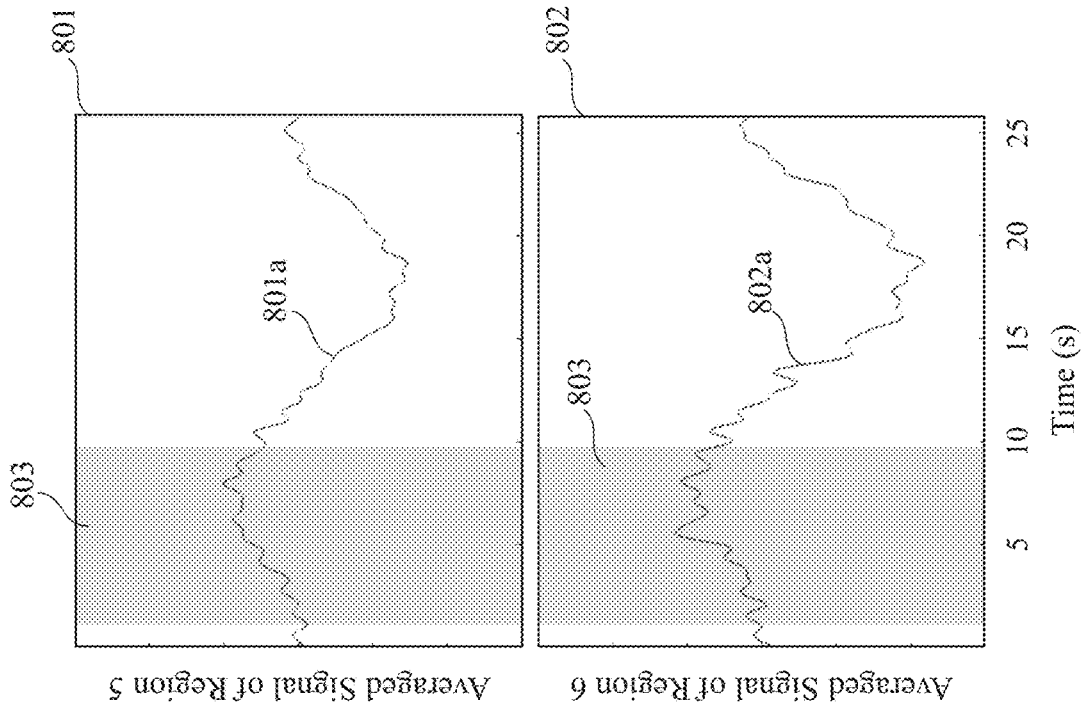 801
803
801a
Averaged Signal of Region 5
802
803
802a
Averaged Signal of Region 6
5
10
15
20
25
Time (s)